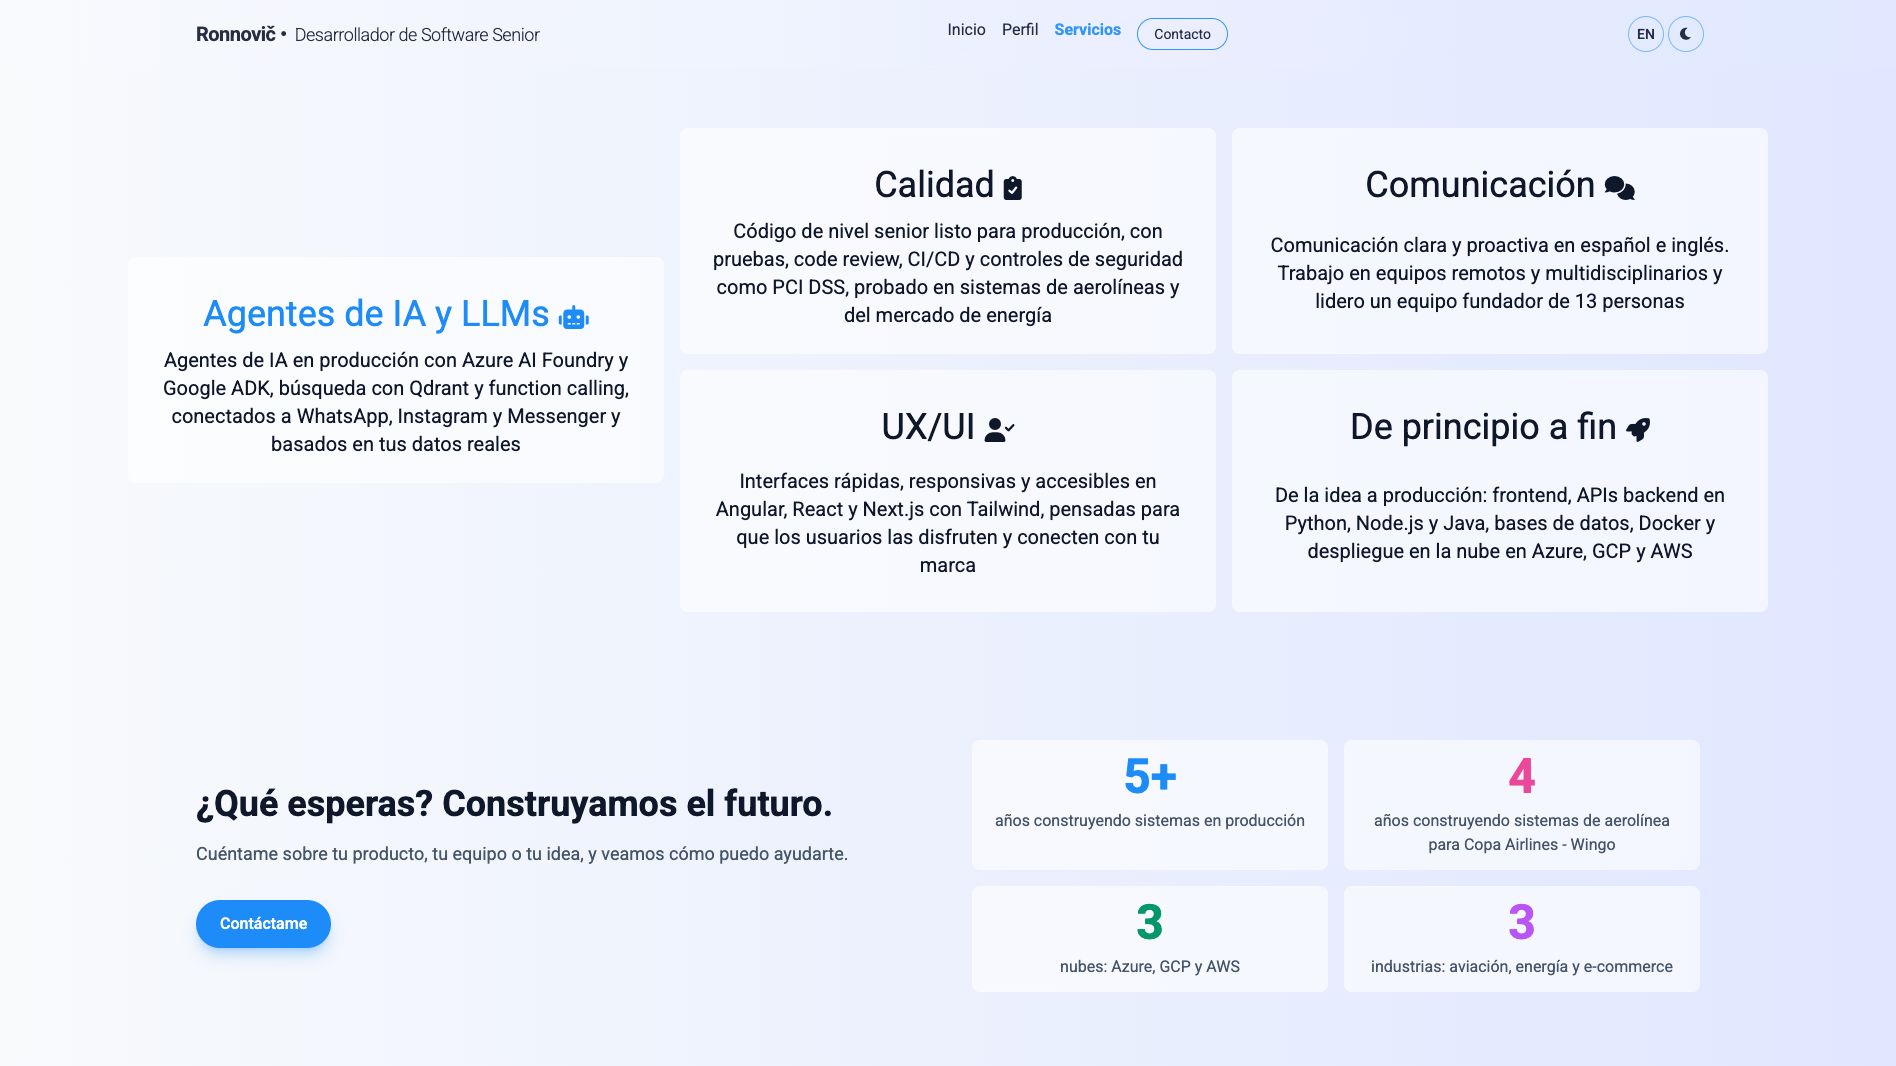 Ronnovič • Desarrollador de Software Senior
Inicio Perfil Servicios Contacto
EN
Agentes de IA y LLMs
Agentes de IA en producción con Azure AI Foundry y
Google ADK, búsqueda con Qdrant y function calling,
conectados a WhatsApp, Instagram y Messenger y
basados en tus datos reales
Calidad
Código de nivel senior listo para producción, con
pruebas, code review, CI/CD y controles de seguridad
como PCI DSS, probado en sistemas de aerolíneas y
del mercado de energía
Comunicación
Comunicación clara y proactiva en español e inglés.
Trabajo en equipos remotos y multidisciplinarios y
lidero un equipo fundador de 13 personas
UX/UI
Interfaces rápidas, responsivas y accesibles en
Angular, React y Next.js con Tailwind, pensadas para
que los usuarios las disfruten y conecten con tu
marca
De principio a fin
De la idea a producción: frontend, APIs backend en
Python, Node.js y Java, bases de datos, Docker y
despliegue en la nube en Azure, GCP y AWS
¿Qué esperas? Construyamos el futuro.
Cuéntame sobre tu producto, tu equipo o tu idea, y veamos cómo puedo ayudarte.
Contáctame
5+
años construyendo sistemas en producción
4
años construyendo sistemas de aerolínea
para Copa Airlines - Wingo
3
nubes: Azure, GCP y AWS
3
industrias: aviación, energía y e-commerce